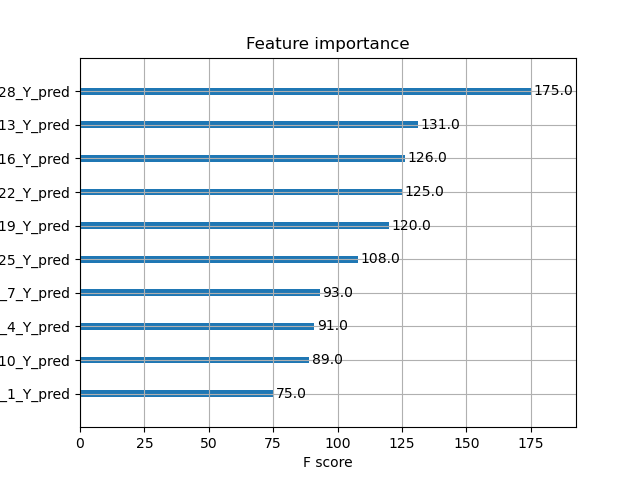 Feature importance
28_Y_pred 175.0
13_Y_pred 131.0
16_Y_pred 126.0
22_Y_pred 125.0
19_Y_pred 120.0
25_Y_pred 108.0
_7_Y_pred 93.0
_4_Y_pred 91.0
10_Y_pred 89.0
_1_Y_pred 75.0
0 25 50 75 100 125 150 175
F score